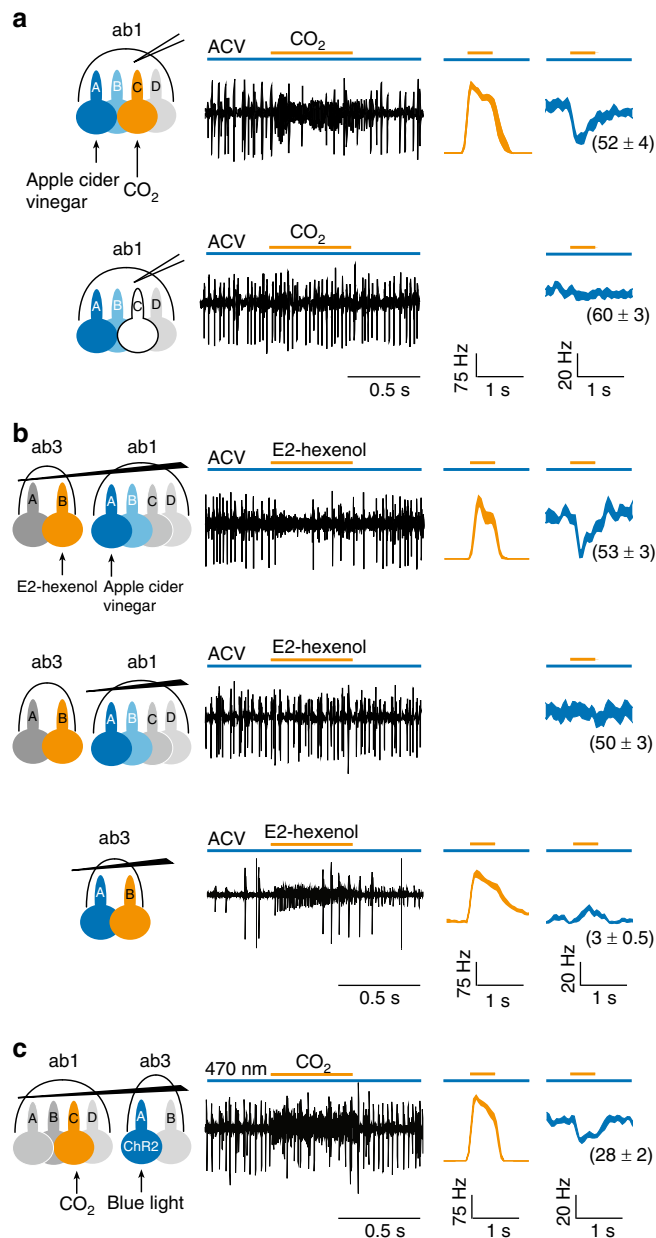 a
ab1
A B C D
Apple cider
vinegar
CO2
ACV CO2
(52 ± 4)
ab1
A B C D
ACV CO2
(60 ± 3)
0.5 s
75 Hz
1 s
20 Hz
1 s
b
ab3 ab1
A B A B C D
E2-hexenol
Apple cider
vinegar
ACV E2-hexenol
(53 ± 3)
ab3 ab1
A B A B C D
ACV E2-hexenol
(50 ± 3)
ab3
A B
ACV E2-hexenol
(3 ± 0.5)
0.5 s
75 Hz
1 s
20 Hz
1 s
c
ab1 ab3
A B C D A B
ChR2
CO2 Blue light
470 nm CO2
(28 ± 2)
0.5 s
75 Hz
1 s
20 Hz
1 s